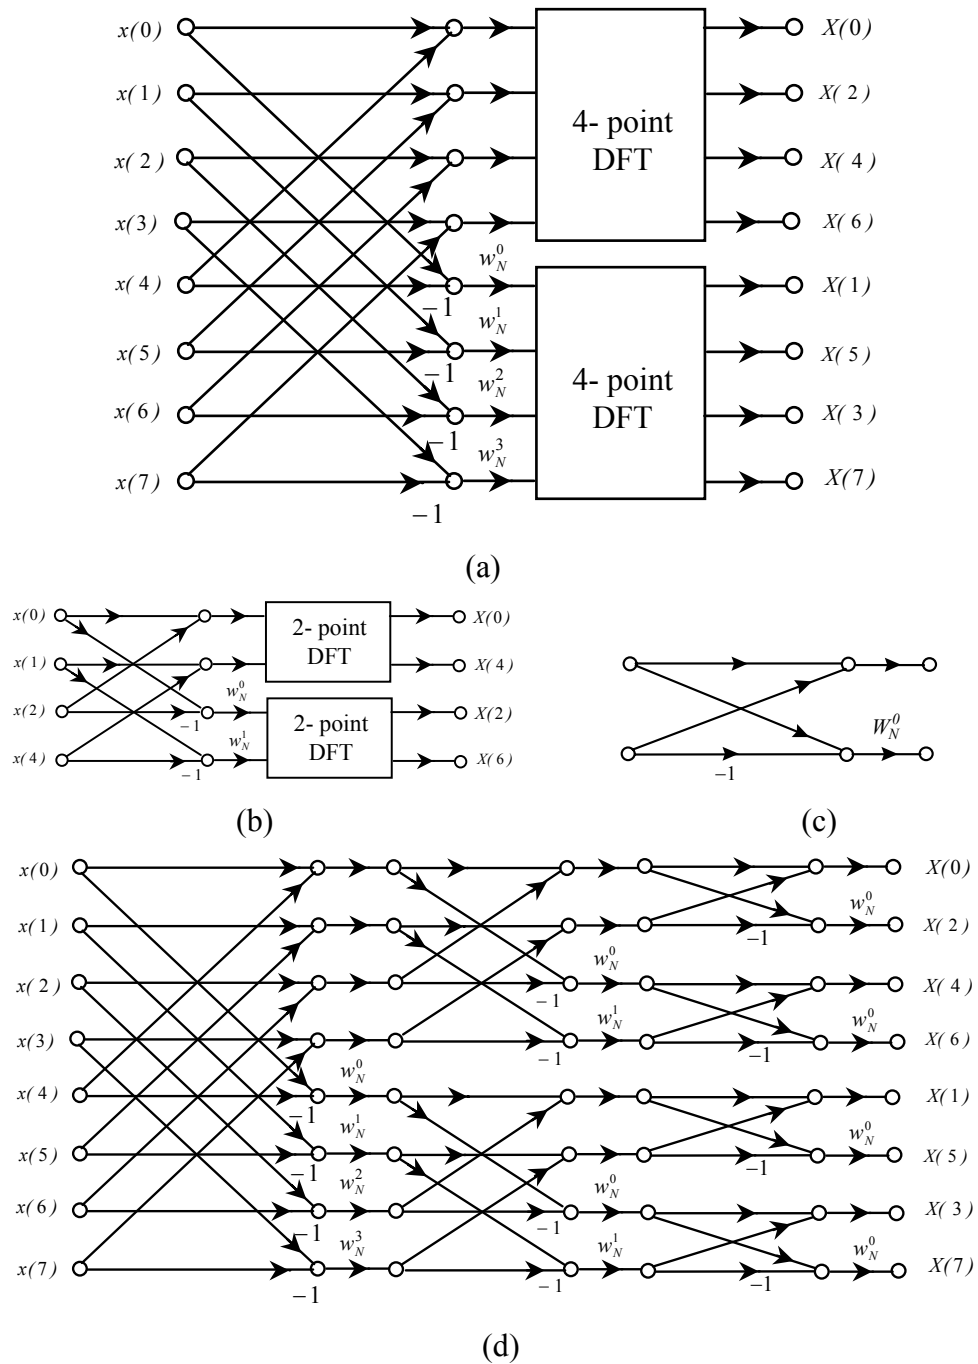 x(0) X(0)
x(1) X(2)
4- point
DFT
x(2) X(4)
x(3) X(6)
w_N^0
x(4) -1 X(1)
w_N^1
x(5) -1 X(5)
4- point
DFT
w_N^2
x(6) -1 X(3)
w_N^3
x(7) -1 X(7)
(a)
x(0) 2- point X(0)
DFT
x(1) X(4)
w_N^0
x(2) -1 2- point X(2)
w_N^1 DFT
x(4) -1 X(6)
(b)
W_N^0
-1
(c)
x(0) X(0)
w_N^0
x(1) -1 X(2)
w_N^0
x(2) -1 X(4)
w_N^1 w_N^0
x(3) -1 -1 X(6)
w_N^0
x(4) -1 X(1)
w_N^1 w_N^0
x(5) -1 -1 X(5)
w_N^2 w_N^0
x(6) -1 -1 X(3)
w_N^3 w_N^1 w_N^0
x(7) -1 -1 -1 X(7)
(d)